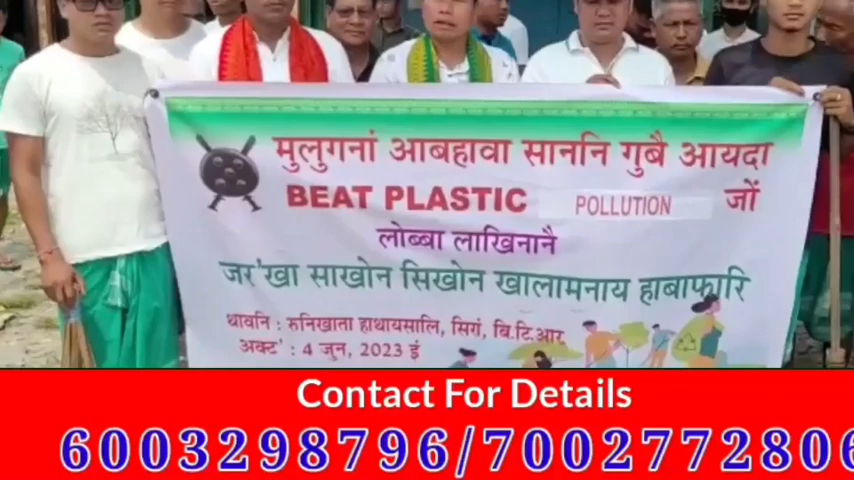 मुलुगनां आबहावा साननि गुबै आयदा
BEAT PLASTIC POLLUTION जों
लोब्बा लाखिनानै
जर'खा साखोन सिखोन खालामनाय हाबाफारि
थावनि : रुनिखाता हाथायसालि, सिरां, बि.टि.आर
अक्ट' : 4 जुन, 2023 इं
Contact For Details
6003298796/7002772806